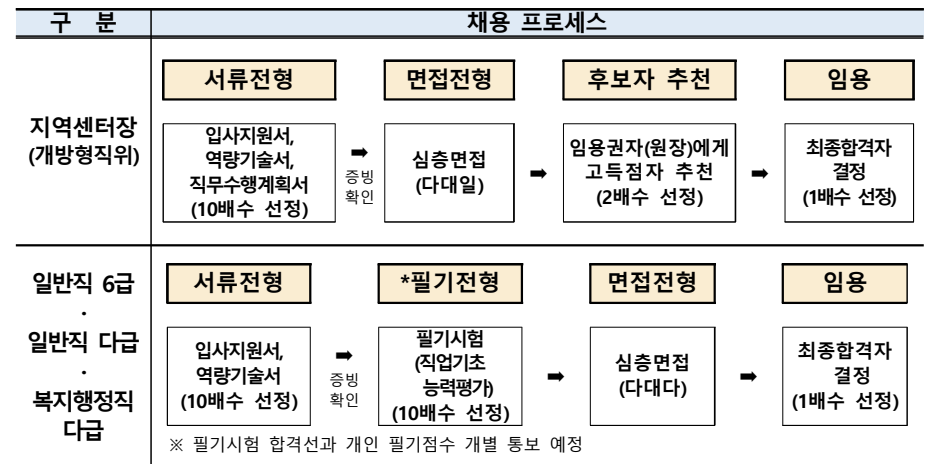 구 분 채용 프로세스
지역센터장
(개방형직위)
서류전형 면접전형 후보자 추천 임용
입사지원서,
역량기술서,
직무수행계획서
(10배수 선정)
➡
증빙
확인
심층면접
(다대일)
➡
임용권자(원장)에게
고득점자 추천
(2배수 선정)
➡
최종합격자
결정
(1배수 선정)
일반직 6급
·
일반직 다급
·
복지행정직
다급
서류전형 *필기전형 면접전형 임용
입사지원서,
역량기술서
(10배수 선정)
➡
증빙
확인
필기시험
(직업기초
능력평가)
(10배수 선정)
➡
심층면접
(다대다)
➡
최종합격자
결정
(1배수 선정)
※ 필기시험 합격선과 개인 필기점수 개별 통보 예정